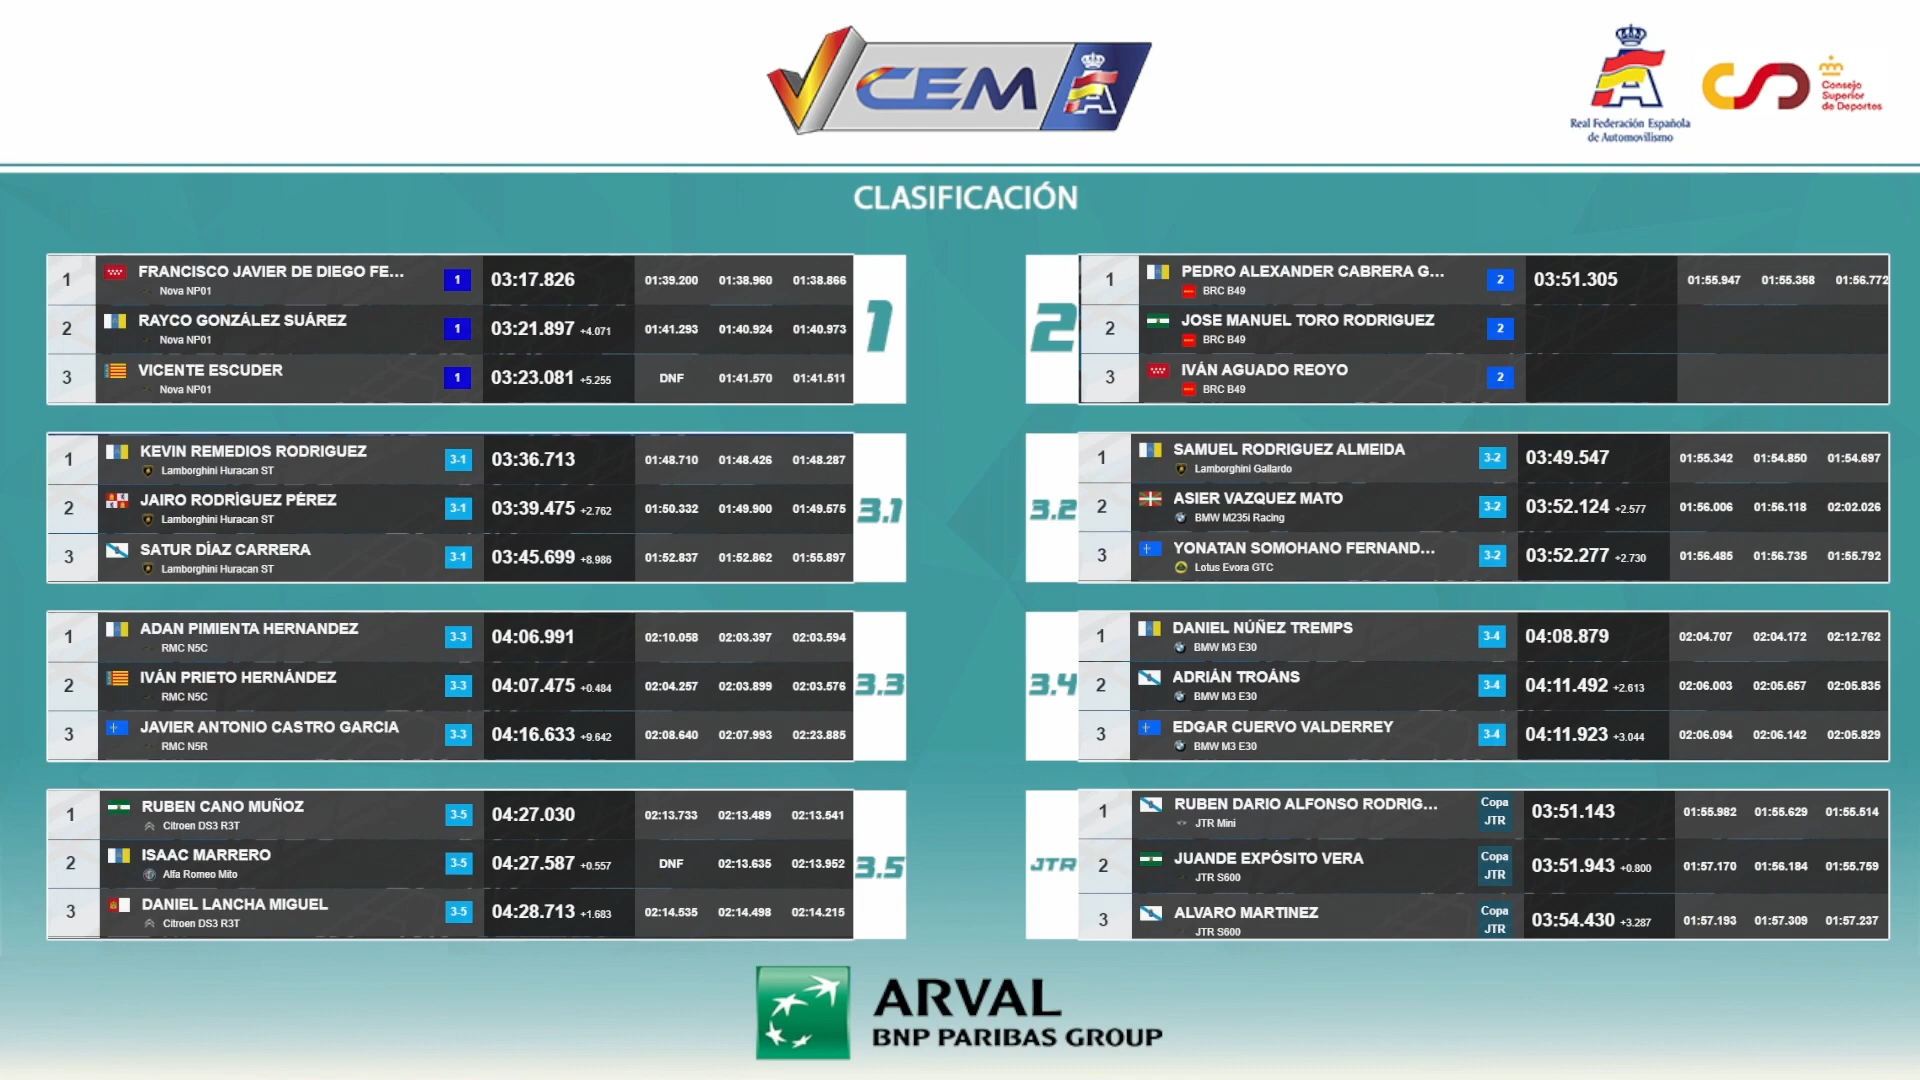 CEM
Real Federación Española
de Automovilismo
Consejo
Superior
de Deportes
CLASIFICACIÓN
1 FRANCISCO JAVIER DE DIEGO FE... 1 03:17.826 01:39.200 01:38.960 01:38.866
Nova NP01
2 RAYCO GONZÁLEZ SUÁREZ 1 03:21.897 +4.071 01:41.293 01:40.924 01:40.973
Nova NP01
3 VICENTE ESCUDER 1 03:23.081 +5.255 DNF 01:41.570 01:41.511
Nova NP01
1
2
1 PEDRO ALEXANDER CABRERA G... 2 03:51.305 01:55.947 01:55.358 01:56.772
BRC B49
2 JOSE MANUEL TORO RODRIGUEZ 2
BRC B49
3 IVÁN AGUADO REOYO 2
BRC B49
1 KEVIN REMEDIOS RODRIGUEZ 3-1 03:36.713 01:48.710 01:48.426 01:48.287
Lamborghini Huracan ST
2 JAIRO RODRÍGUEZ PÉREZ 3-1 03:39.475 +2.762 01:50.332 01:49.900 01:49.575
Lamborghini Huracan ST
3 SATUR DÍAZ CARRERA 3-1 03:45.699 +8.986 01:52.837 01:52.862 01:55.897
Lamborghini Huracan ST
3.1
3.2
1 SAMUEL RODRIGUEZ ALMEIDA 3-2 03:49.547 01:55.342 01:54.850 01:54.697
Lamborghini Gallardo
2 ASIER VAZQUEZ MATO 3-2 03:52.124 +2.577 01:56.006 01:56.118 02:02.026
BMW M235i Racing
3 YONATAN SOMOHANO FERNAND... 3-2 03:52.277 +2.730 01:56.485 01:56.735 01:55.792
Lotus Evora GTC
1 ADAN PIMIENTA HERNANDEZ 3-3 04:06.991 02:10.058 02:03.397 02:03.594
RMC N5C
2 IVÁN PRIETO HERNÁNDEZ 3-3 04:07.475 +0.484 02:04.257 02:03.899 02:03.576
RMC N5C
3 JAVIER ANTONIO CASTRO GARCIA 3-3 04:16.633 +9.642 02:08.640 02:07.993 02:23.885
RMC N5R
3.3
3.4
1 DANIEL NÚÑEZ TREMPS 3-4 04:08.879 02:04.707 02:04.172 02:12.762
BMW M3 E30
2 ADRIÁN TROÁNS 3-4 04:11.492 +2.613 02:06.003 02:05.657 02:05.835
BMW M3 E30
3 EDGAR CUERVO VALDERREY 3-4 04:11.923 +3.044 02:06.094 02:06.142 02:05.829
BMW M3 E30
1 RUBEN CANO MUÑOZ 3-5 04:27.030 02:13.733 02:13.489 02:13.541
Citroen DS3 R3T
2 ISAAC MARRERO 3-5 04:27.587 +0.557 DNF 02:13.635 02:13.952
Alfa Romeo Mito
3 DANIEL LANCHA MIGUEL 3-5 04:28.713 +1.683 02:14.535 02:14.498 02:14.215
Citroen DS3 R3T
3.5
JTR
1 RUBEN DARIO ALFONSO RODRIG... Copa JTR 03:51.143 01:55.982 01:55.629 01:55.514
JTR Mini
2 JUANDE EXPÓSITO VERA Copa JTR 03:51.943 +0.800 01:57.170 01:56.184 01:55.759
JTR S600
3 ALVARO MARTINEZ Copa JTR 03:54.430 +3.287 01:57.193 01:57.309 01:57.237
JTR S600
ARVAL
BNP PARIBAS GROUP